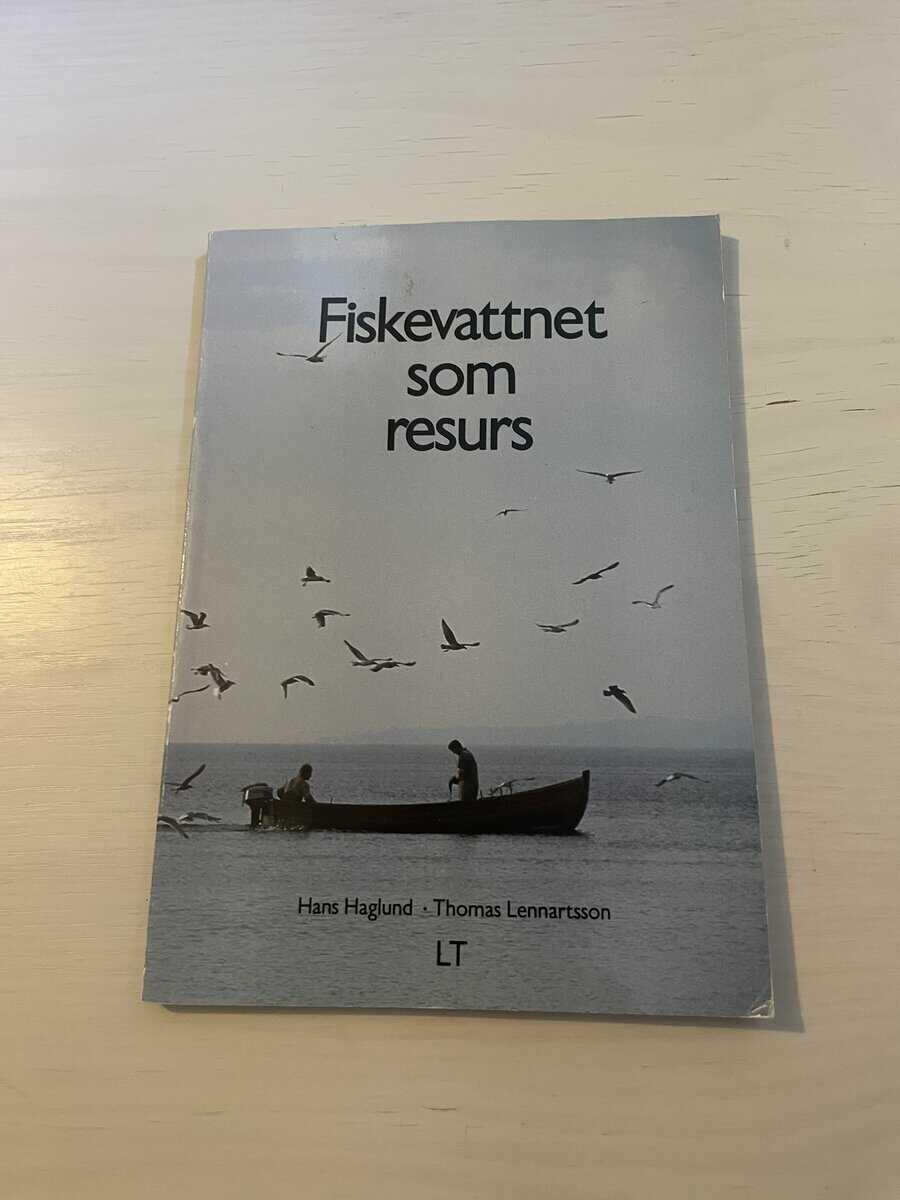 Fiskevattnet
som
resurs
Hans Haglund · Thomas Lennartsson
LT